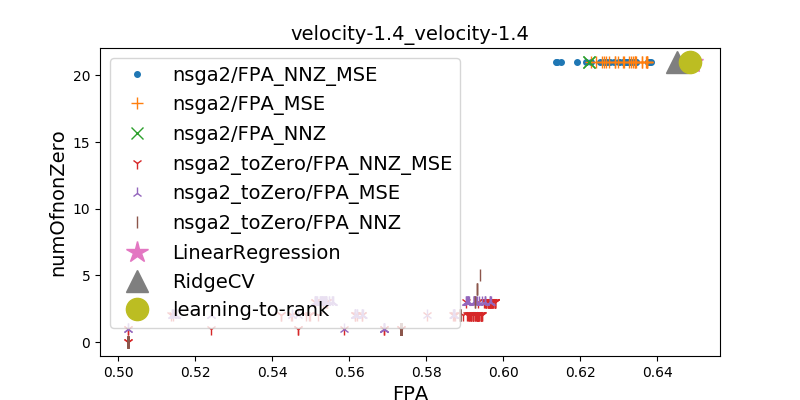 velocity-1.4_velocity-1.4
numOfnonZero
20
15
10
5
0
nsga2/FPA_NNZ_MSE
nsga2/FPA_MSE
nsga2/FPA_NNZ
nsga2_toZero/FPA_NNZ_MSE
nsga2_toZero/FPA_MSE
nsga2_toZero/FPA_NNZ
LinearRegression
RidgeCV
learning-to-rank
0.50 0.52 0.54 0.56 0.58 0.60 0.62 0.64
FPA